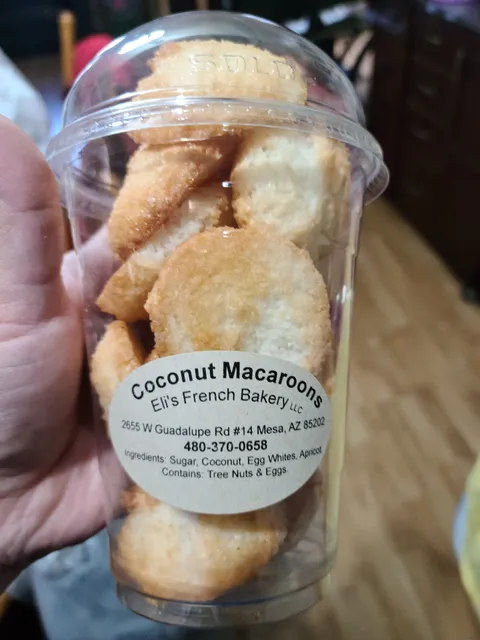 SOLO
Coconut Macaroons
Eli's French Bakery LLC
2655 W Guadalupe Rd #14 Mesa, AZ 85202
480-370-0658
Ingredients: Sugar, Coconut, Egg Whites, Apricot
Contains: Tree Nuts & Eggs